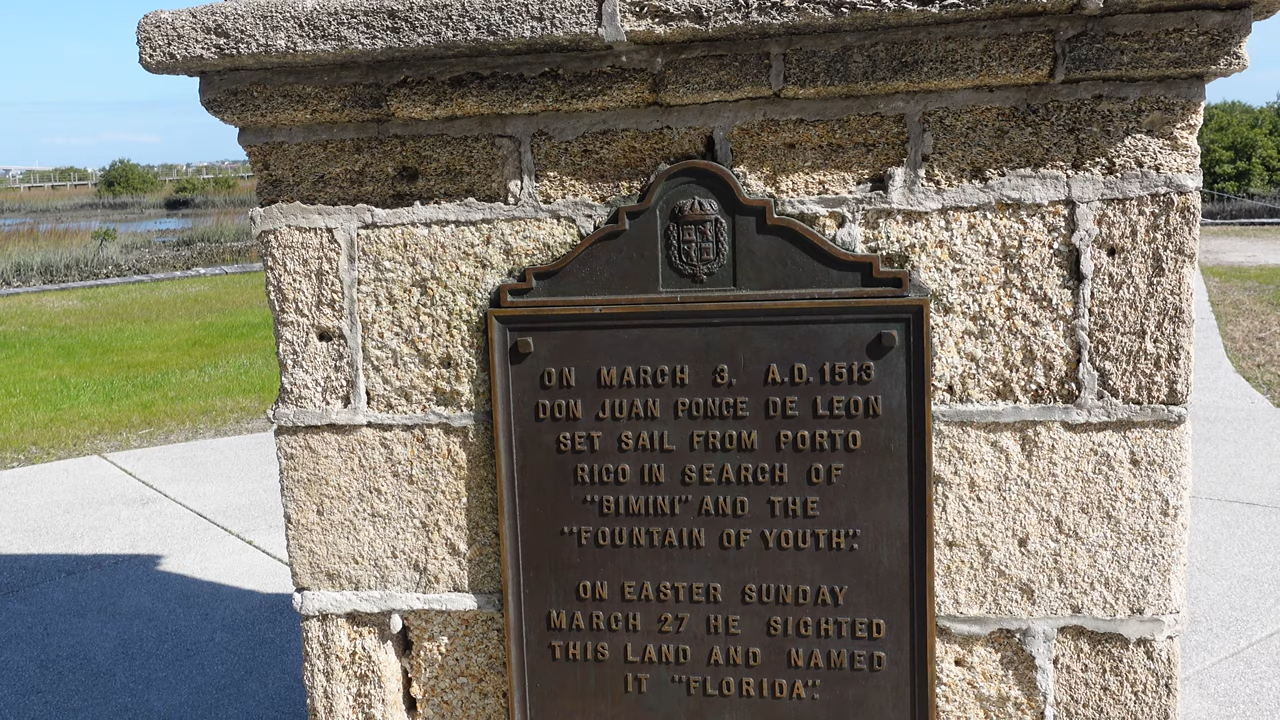 ON MARCH 3, A.D. 1513
DON JUAN PONCE DE LEON
SET SAIL FROM PORTO
RICO IN SEARCH OF
"BIMINI" AND THE
"FOUNTAIN OF YOUTH".
ON EASTER SUNDAY
MARCH 27 HE SIGHTED
THIS LAND AND NAMED
IT "FLORIDA".